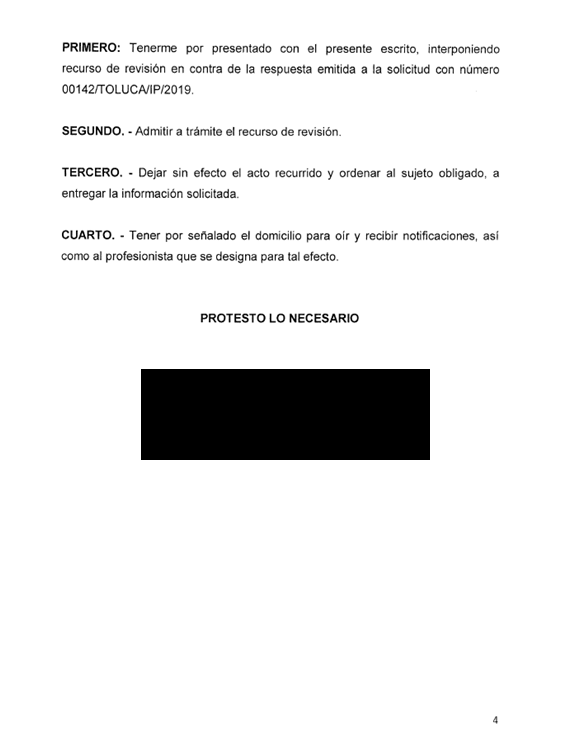 PRIMERO: Tenerme por presentado con el presente escrito, interponiendo
recurso de revisión en contra de la respuesta emitida a la solicitud con número
00142/TOLUCA/IP/2019.
SEGUNDO. - Admitir a trámite el recurso de revisión.
TERCERO. - Dejar sin efecto el acto recurrido y ordenar al sujeto obligado, a
entregar la información solicitada.
CUARTO. - Tener por señalado el domicilio para oír y recibir notificaciones, así
como al profesionista que se designa para tal efecto.
PROTESTO LO NECESARIO
4